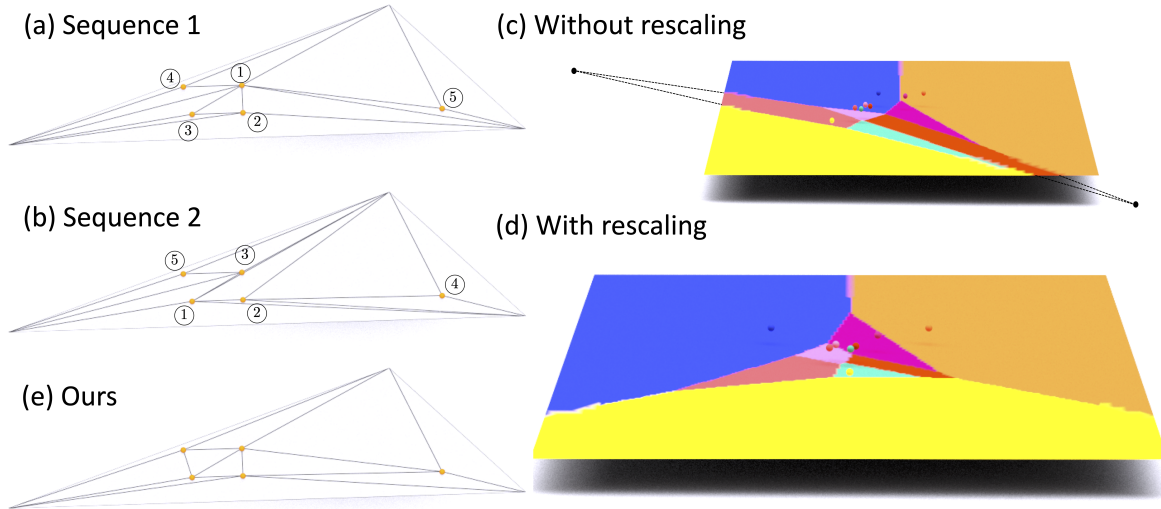 (a) Sequence 1
4
1
5
3
2
(b) Sequence 2
5
3
4
1
2
(e) Ours
(c) Without rescaling
(d) With rescaling